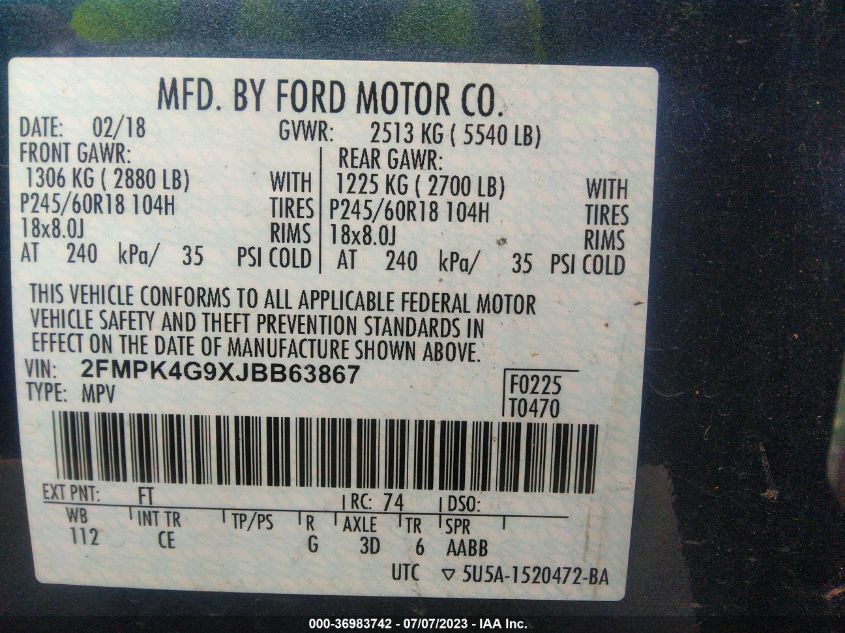 MFD. BY FORD MOTOR CO.
DATE: 02/18 GVWR: 2513 KG ( 5540 LB)
FRONT GAWR: REAR GAWR:
1306 KG ( 2880 LB) WITH 1225 KG ( 2700 LB) WITH
P245/60R18 104H TIRES P245/60R18 104H TIRES
18x8.0J RIMS 18x8.0J RIMS
AT 240 kPa/ 35 PSI COLD AT 240 kPa/ 35 PSI COLD
THIS VEHICLE CONFORMS TO ALL APPLICABLE FEDERAL MOTOR
VEHICLE SAFETY AND THEFT PREVENTION STANDARDS IN
EFFECT ON THE DATE OF MANUFACTURE SHOWN ABOVE.
VIN: 2FMPK4G9XJBB63867 F0225
TYPE: MPV T0470
EXT PNT: FT RC: 74 DSO:
WB INT TR TP/PS R AXLE TR SPR
112 CE G 3D 6 AABB
UTC ▽ 5U5A-1520472-BA
000-36983742 - 07/07/2023 - IAA Inc.